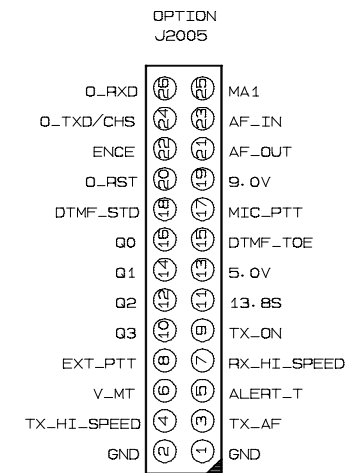 OPTION
J2005
O_RXD 26 25 MA1
O_TXD/CHS 24 23 AF_IN
ENCE 22 21 AF_OUT
O_RST 20 19 9.0V
DTMF_STD 18 17 MIC_PTT
Q0 16 15 DTMF_TOE
Q1 14 13 5.0V
Q2 12 11 13.8S
Q3 10 9 TX_ON
EXT_PTT 8 7 RX_HI_SPEED
V_MT 6 5 ALERT_T
TX_HI_SPEED 4 3 TX_AF
GND 2 1 GND